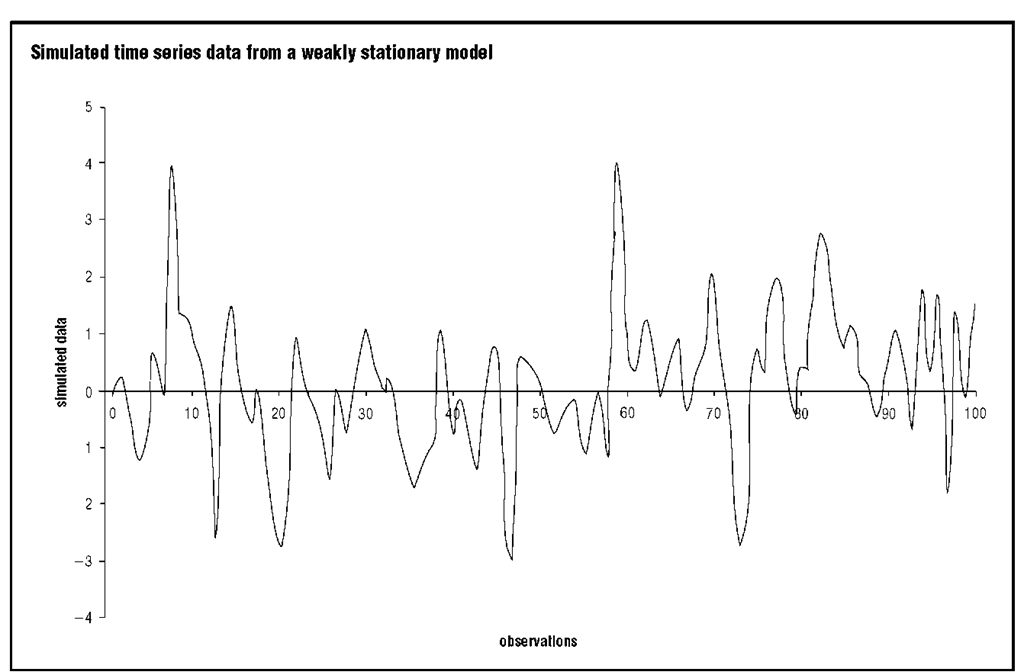 Simulated time series data from a weakly stationary model
5
4
3
2
1
0
1
2
−3
−4
simulated data
0 10 20 30 40 50 60 70 80 90 100
observations